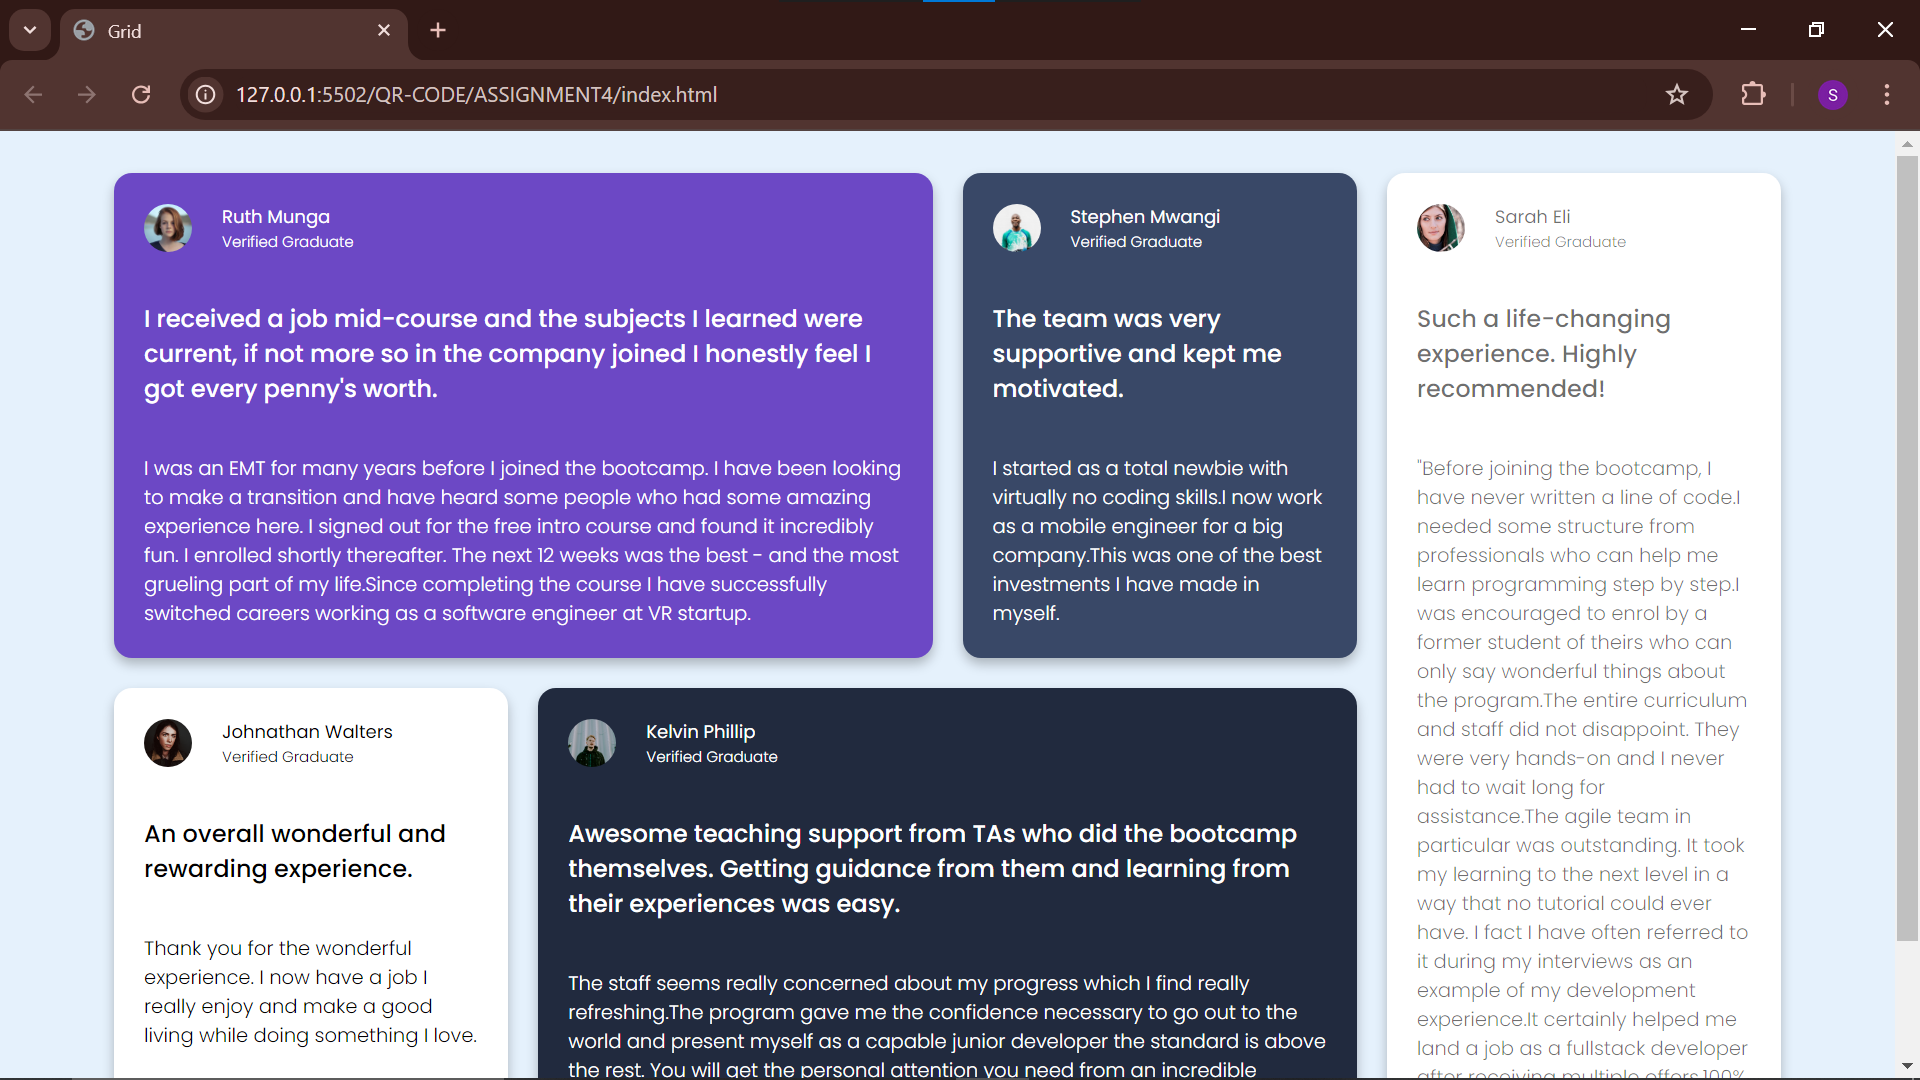 Grid
127.0.0.1:5502/QR-CODE/ASSIGNMENT4/index.html
S
Ruth Munga
Verified Graduate
I received a job mid-course and the subjects I learned were
current, if not more so in the company joined I honestly feel I
got every penny's worth.
I was an EMT for many years before I joined the bootcamp. I have been looking
to make a transition and have heard some people who had some amazing
experience here. I signed out for the free intro course and found it incredibly
fun. I enrolled shortly thereafter. The next 12 weeks was the best - and the most
grueling part of my life.Since completing the course I have successfully
switched careers working as a software engineer at VR startup.
Stephen Mwangi
Verified Graduate
The team was very
supportive and kept me
motivated.
I started as a total newbie with
virtually no coding skills.I now work
as a mobile engineer for a big
company.This was one of the best
investments I have made in
myself.
Sarah Eli
Verified Graduate
Such a life-changing
experience. Highly
recommended!
"Before joining the bootcamp, I
have never written a line of code.I
needed some structure from
professionals who can help me
learn programming step by step.I
was encouraged to enrol by a
former student of theirs who can
only say wonderful things about
the program.The entire curriculum
and staff did not disappoint. They
were very hands-on and I never
had to wait long for
assistance.The agile team in
particular was outstanding. It took
my learning to the next level in a
way that no tutorial could ever
have. I fact I have often referred to
it during my interviews as an
example of my development
experience.It certainly helped me
land a job as a fullstack developer
after receiving multiple offers.100%
Johnathan Walters
Verified Graduate
An overall wonderful and
rewarding experience.
Thank you for the wonderful
experience. I now have a job I
really enjoy and make a good
living while doing something I love.
Kelvin Phillip
Verified Graduate
Awesome teaching support from TAs who did the bootcamp
themselves. Getting guidance from them and learning from
their experiences was easy.
The staff seems really concerned about my progress which I find really
refreshing.The program gave me the confidence necessary to go out to the
world and present myself as a capable junior developer the standard is above
the rest. You will get the personal attention you need from an incredible